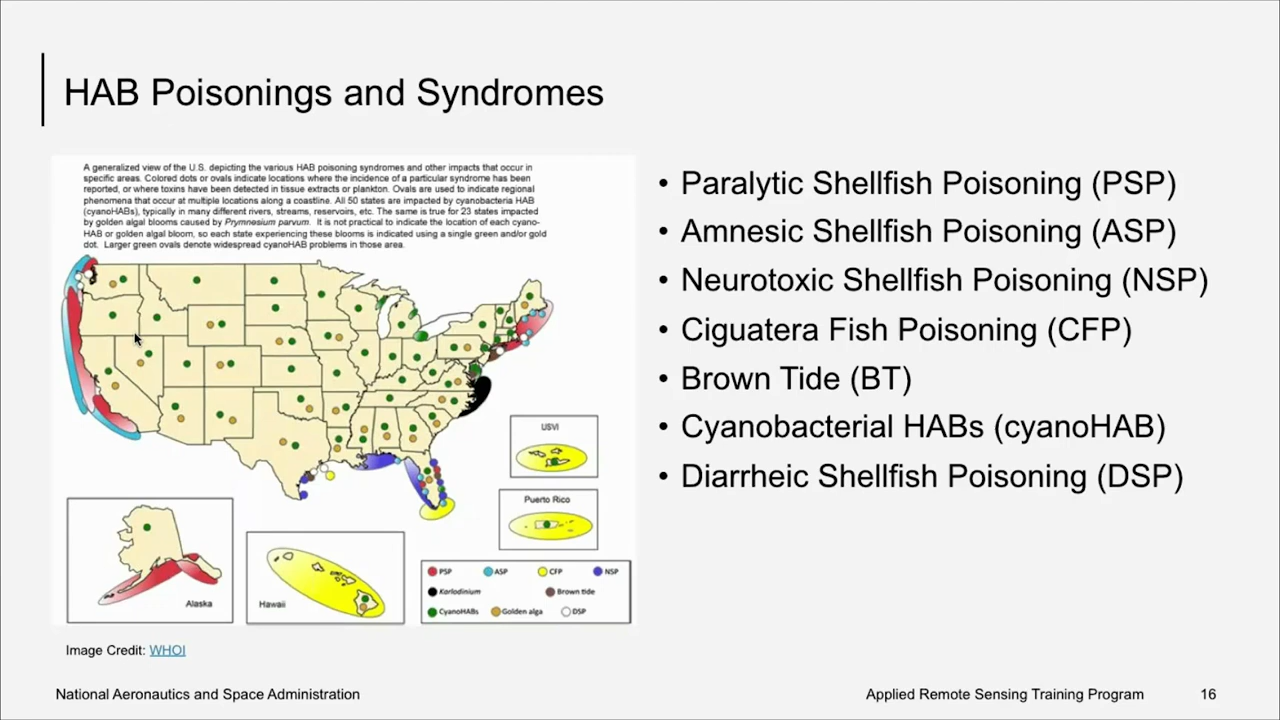 HAB Poisonings and Syndromes
A generalized view of the U.S. depicting the various HAB poisoning syndromes and other impacts that occur in
specific areas. Colored dots or ovals indicate locations where the incidence of a particular syndrome has been
reported, or where toxins have been detected in tissue extracts or plankton. Ovals are used to indicate regional
phenomena that occur at multiple locations along a coastline. All 50 states are impacted by cyanobacteria HAB
(cyanoHABs), typically in many different rivers, streams, reservoirs, etc. The same is true for 23 states impacted
by golden algal blooms caused by Prymnesium parvum. It is not practical to indicate the location of each cyano-
HAB or golden algal bloom, so each state experiencing these blooms is indicated using a single green and/or gold
dot. Larger green ovals denote widespread cyanoHAB problems in those area.
USVI
Puerto Rico
Alaska
Hawaii
PSP ASP CFP NSP
Karlodinium Brown tide
CyanoHABs Golden alga DSP
Image Credit: WHOI
• Paralytic Shellfish Poisoning (PSP)
• Amnesic Shellfish Poisoning (ASP)
• Neurotoxic Shellfish Poisoning (NSP)
• Ciguatera Fish Poisoning (CFP)
• Brown Tide (BT)
• Cyanobacterial HABs (cyanoHAB)
• Diarrheic Shellfish Poisoning (DSP)
National Aeronautics and Space Administration
Applied Remote Sensing Training Program 16